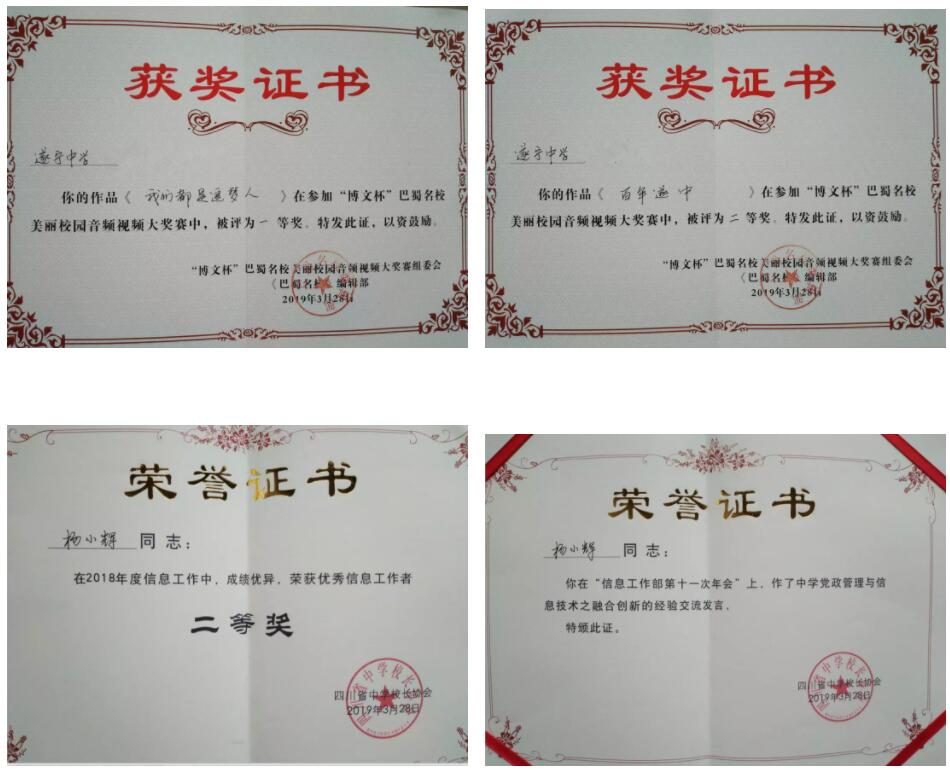 获奖证书
遂宁中学
你的作品《我们都是追梦人》在参加“博文杯”巴蜀名校
美丽校园音频视频大奖赛中，被评为一等奖。特发此证，以资鼓励。
“博文杯”巴蜀名校美丽校园音频视频大奖赛组委会
《巴蜀名校》编辑部
2019年3月28日
获奖证书
遂宁中学
你的作品《百年遂中》在参加“博文杯”巴蜀名校
美丽校园音频视频大奖赛中，被评为二等奖。特发此证，以资鼓励。
“博文杯”巴蜀名校美丽校园音频视频大奖赛组委会
《巴蜀名校》编辑部
2019年3月28日
荣誉证书
杨小辉同志：
在2018年度信息工作中，成绩优异，荣获优秀信息工作者
二等奖
四川省中学校长协会
2019年3月28日
荣誉证书
杨小辉同志：
你在“信息工作部第十一次年会”上，作了中学党政管理与信
息技术之融合创新的经验交流发言，
特颁此证。
四川省中学校长协会
2019年3月28日